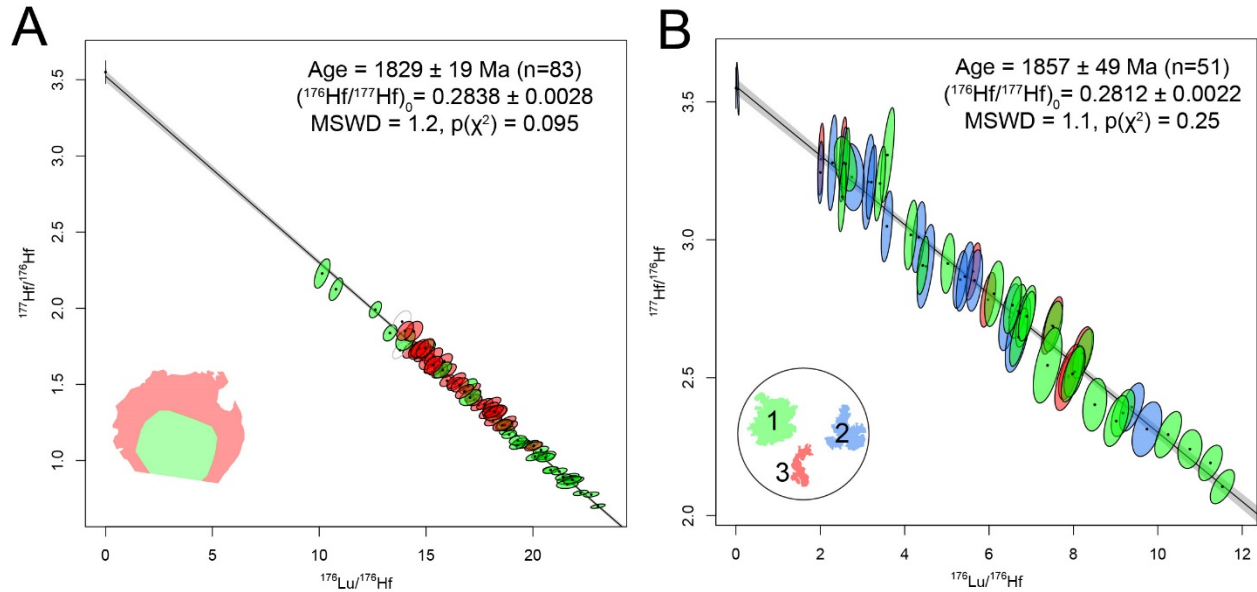 A
Age = 1829 ± 19 Ma (n=83)
(¹⁷⁶Hf/¹⁷⁷Hf)₀= 0.2838 ± 0.0028
MSWD = 1.2, p(χ²) = 0.095
¹⁷⁷Hf/¹⁷⁶Hf
3.5
3.0
2.5
2.0
1.5
1.0
0
5
10
15
20
¹⁷⁶Lu/¹⁷⁶Hf
B
Age = 1857 ± 49 Ma (n=51)
(¹⁷⁶Hf/¹⁷⁷Hf)₀= 0.2812 ± 0.0022
MSWD = 1.1, p(χ²) = 0.25
¹⁷⁷Hf/¹⁷⁶Hf
3.5
3.0
2.5
2.0
1
2
3
0
2
4
6
8
10
12
¹⁷⁶Lu/¹⁷⁶Hf